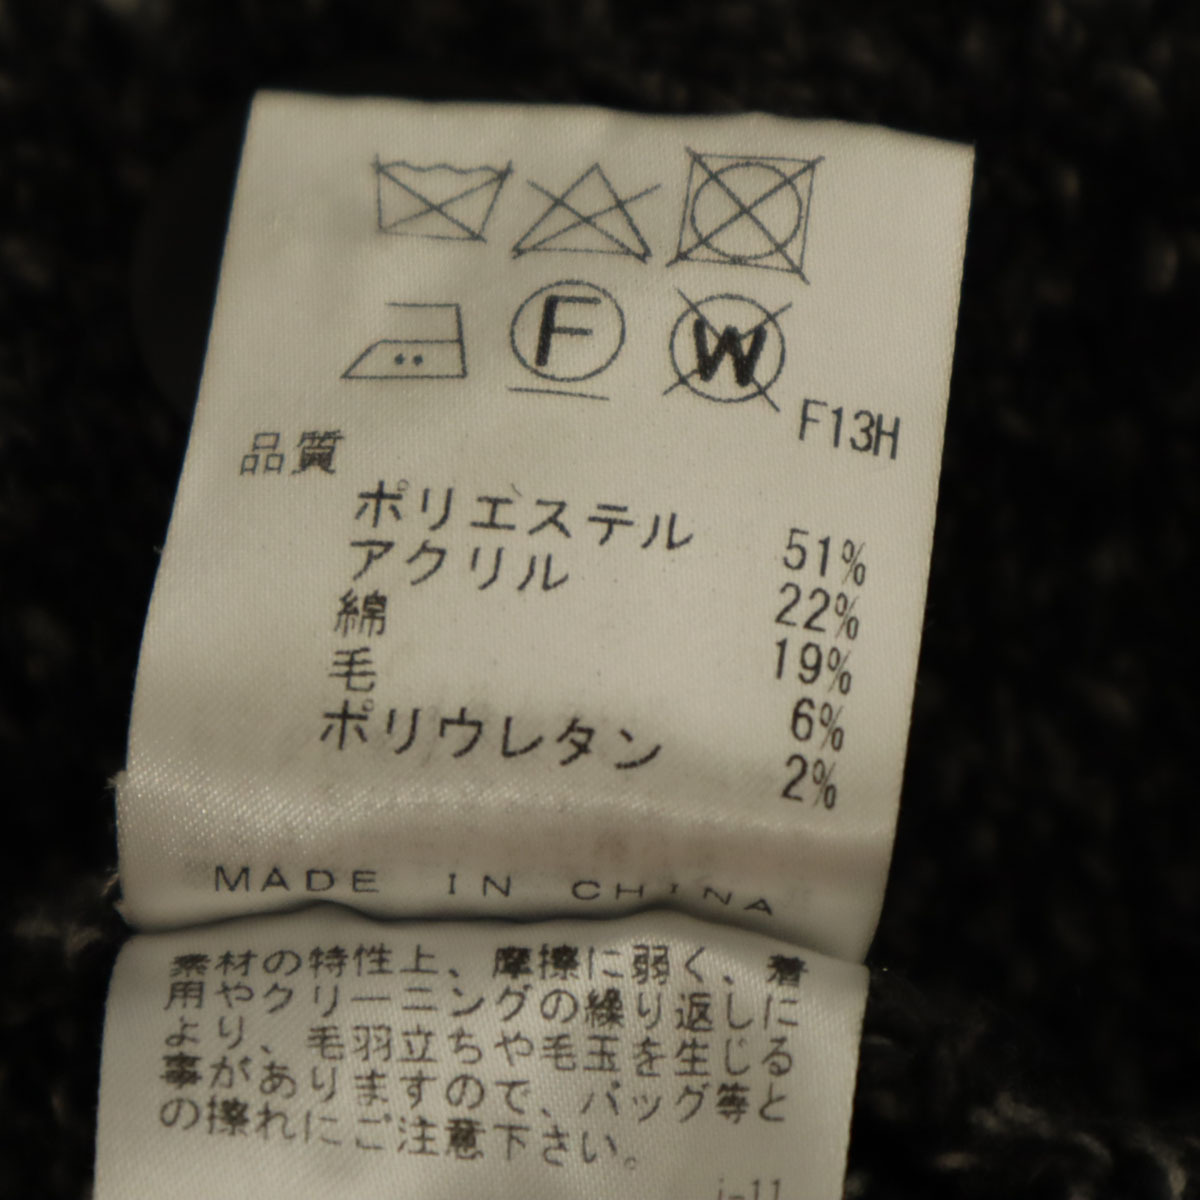 F
W
F13H
品質
ポリエステル 51%
アクリル 22%
綿 19%
毛 6%
ポリウレタン 2%
MADE IN CHINA
素材の特性上、摩擦に弱く、着
用やクリーニングの繰り返しに
より、毛羽立ちや毛玉を生じる
事がありますので、バッグ等と
の擦れにご注意下さい。
i-11